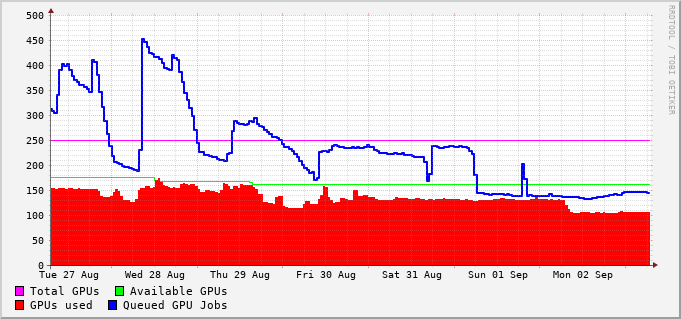 500
450
400
350
300
250
200
150
100
50
0
Tue 27 Aug Wed 28 Aug Thu 29 Aug Fri 30 Aug Sat 31 Aug Sun 01 Sep Mon 02 Sep
Total GPUs Available GPUs
GPUs used Queued GPU Jobs
RRDTOOL / TOBI OETIKER